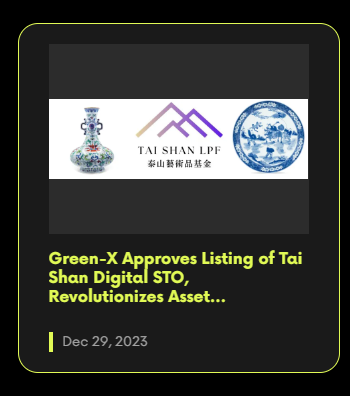 TAI SHAN LPF
泰山藝術品基金
Green-X Approves Listing of Tai
Shan Digital STO,
Revolutionizes Asset...
Dec 29, 2023